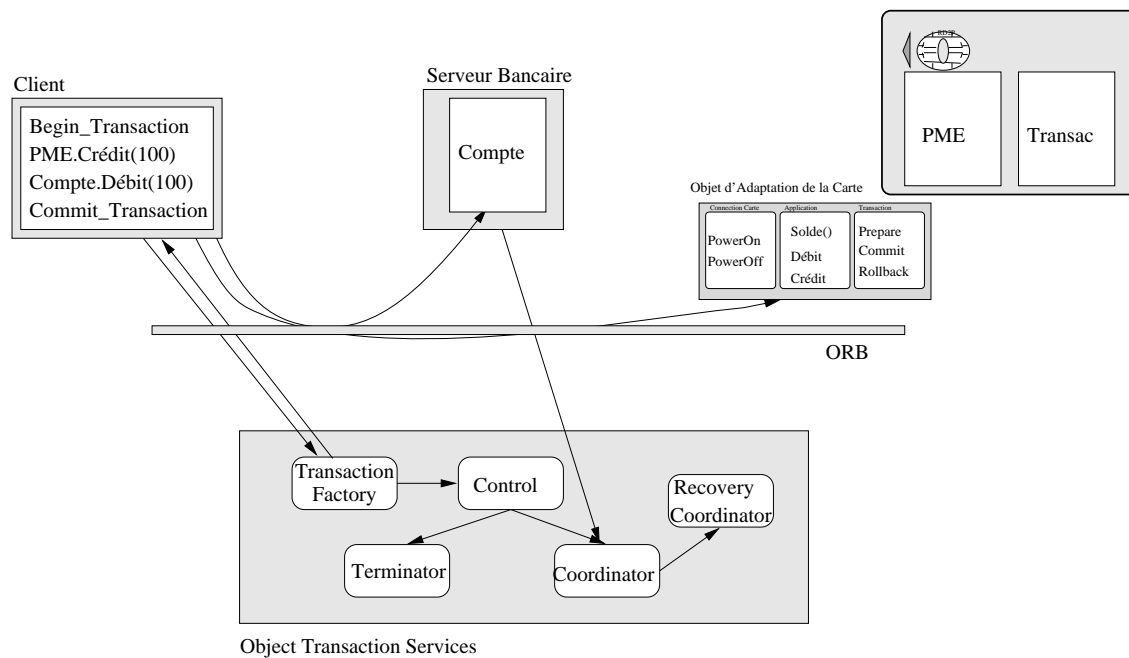 Client
Begin_Transaction
PME.Crédit(100)
Compte.Débit(100)
Commit_Transaction
Serveur Bancaire
Compte
PME
Transac
Objet d'Adaptation de la Carte
Connection Carte
PowerOn
PowerOff
Application
Solde()
Débit
Crédit
Transaction
Prepare
Commit
Rollback
ORB
Transaction
Factory
Control
Recovery
Coordinator
Terminator
Coordinator
Object Transaction Services